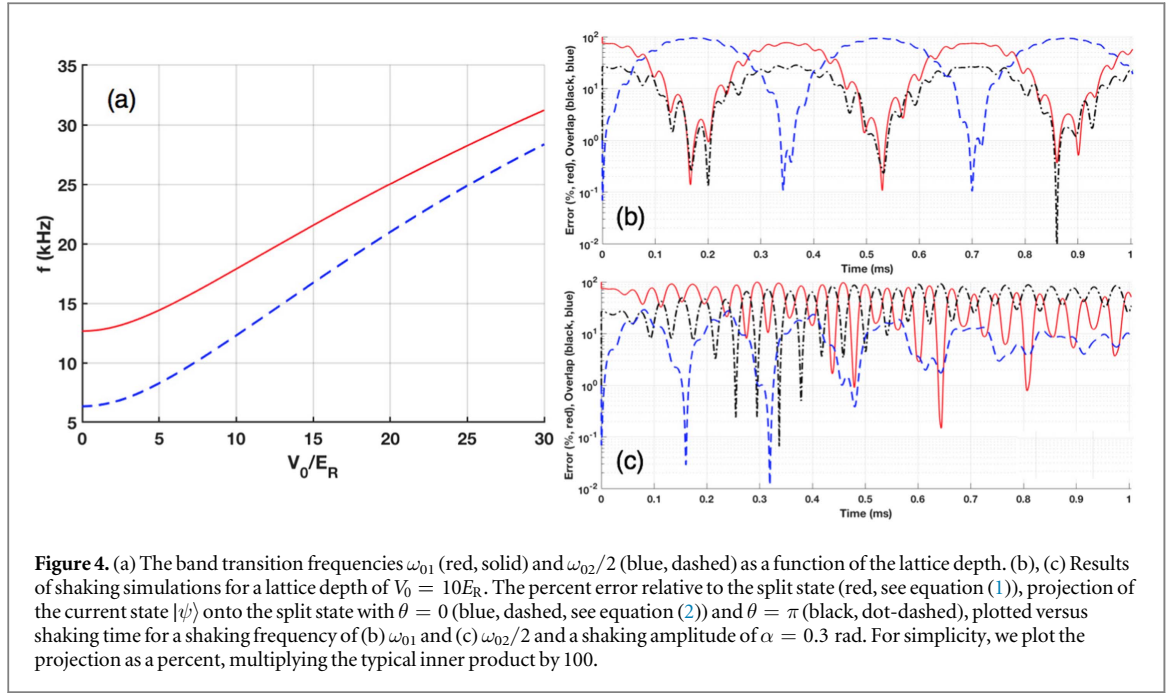 (a)
35
30
25
20
15
10
5
f (kHz)
0 5 10 15 20 25 30
V0/ER
(b)
10^2
10^1
10^0
10^-1
10^-2
Error (%, red), Overlap (black, blue)
0 0.1 0.2 0.3 0.4 0.5 0.6 0.7 0.8 0.9 1
Time (ms)
(c)
10^2
10^1
10^0
10^-1
10^-2
Error (%, red), Overlap (black, blue)
0 0.1 0.2 0.3 0.4 0.5 0.6 0.7 0.8 0.9 1
Time (ms)
Figure 4. (a) The band transition frequencies ω01 (red, solid) and ω02/2 (blue, dashed) as a function of the lattice depth. (b), (c) Results
of shaking simulations for a lattice depth of V0 = 10ER. The percent error relative to the split state (red, see equation (1)), projection of
the current state |ψ⟩ onto the split state with θ = 0 (blue, dashed, see equation (2)) and θ = π (black, dot-dashed), plotted versus
shaking time for a shaking frequency of (b) ω01 and (c) ω02/2 and a shaking amplitude of α = 0.3 rad. For simplicity, we plot the
projection as a percent, multiplying the typical inner product by 100.